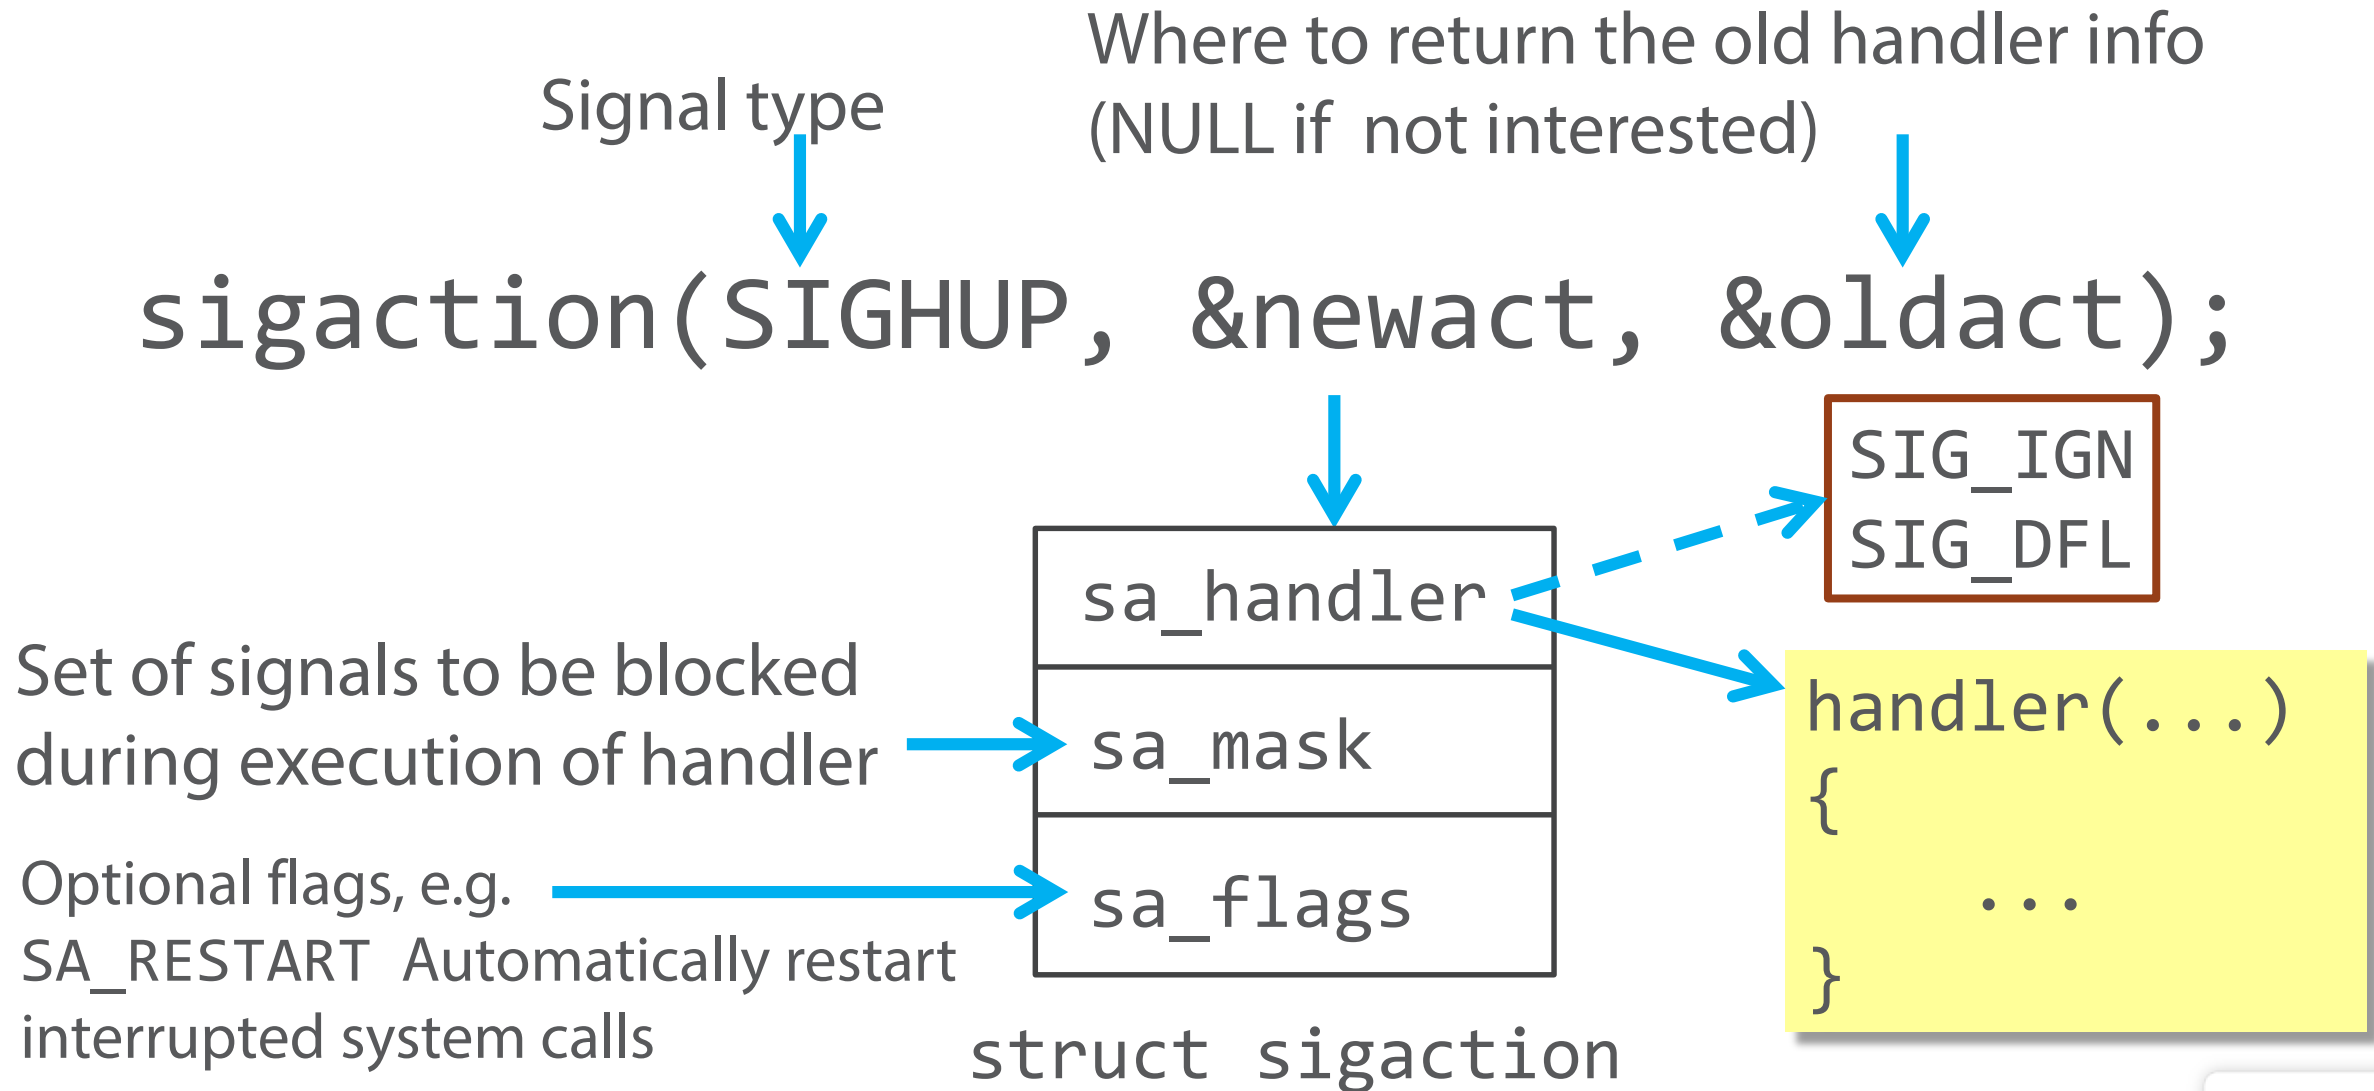 Signal type
Where to return the old handler info
(NULL if  not interested)
sigaction(SIGHUP, &newact, &oldact);
SIG_IGN
SIG_DFL
sa_handler
Set of signals to be blocked
during execution of handler
sa_mask
Optional flags, e.g.
SA_RESTART  Automatically restart
interrupted system calls
sa_flags
handler(...)
{
...
}
struct sigaction